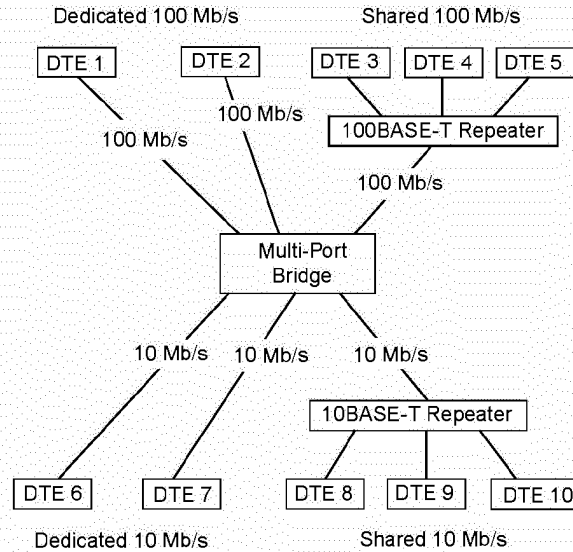 Dedicated 100 Mb/s
Shared 100 Mb/s
DTE 1
DTE 2
DTE 3
DTE 4
DTE 5
100 Mb/s
100 Mb/s
100BASE-T Repeater
100 Mb/s
Multi-Port
Bridge
10 Mb/s
10 Mb/s
10 Mb/s
10BASE-T Repeater
DTE 6
DTE 7
DTE 8
DTE 9
DTE 10
Dedicated 10 Mb/s
Shared 10 Mb/s